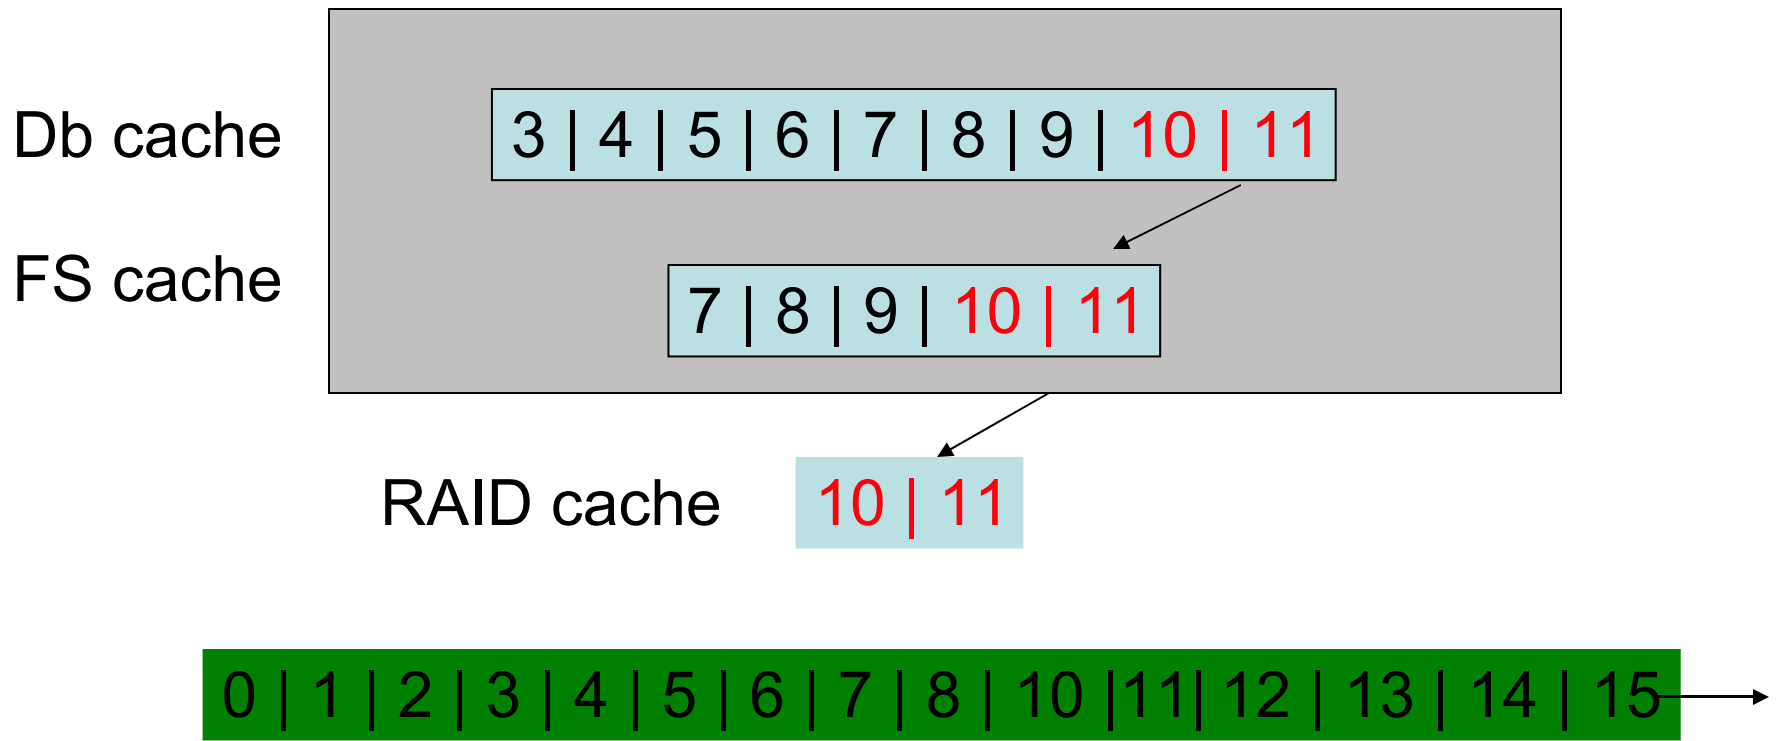 Db cache
3 | 4 | 5 | 6 | 7 | 8 | 9 | 10 | 11
FS cache
7 | 8 | 9 | 10 | 11
RAID cache
10 | 11
0 | 1 | 2 | 3 | 4 | 5 | 6 | 7 | 8 | 10 |11| 12 | 13 | 14 | 15